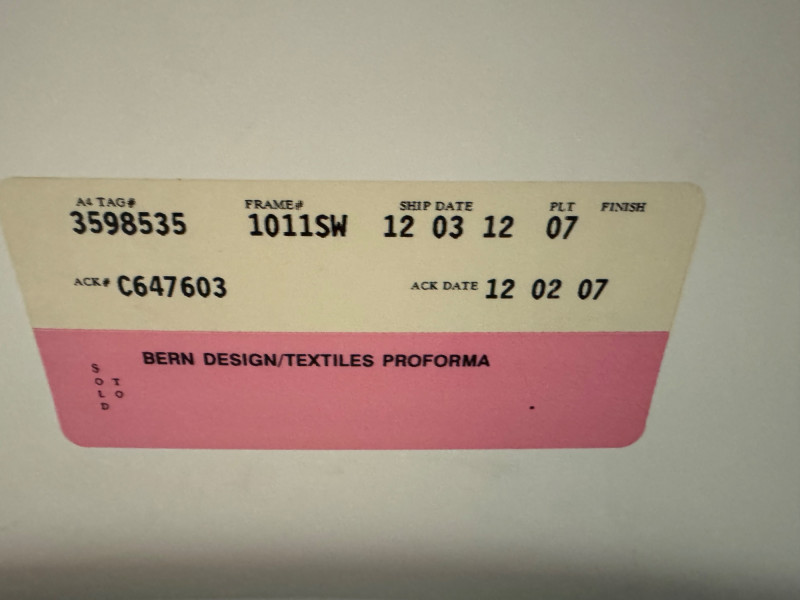 A4 TAG# FRAME# SHIP DATE PLT FINISH
3598535 1011SW 12 03 12 07
ACK# C647603 ACK DATE 12 02 07
BERN DESIGN/TEXTILES PROFORMA
SOLD TO